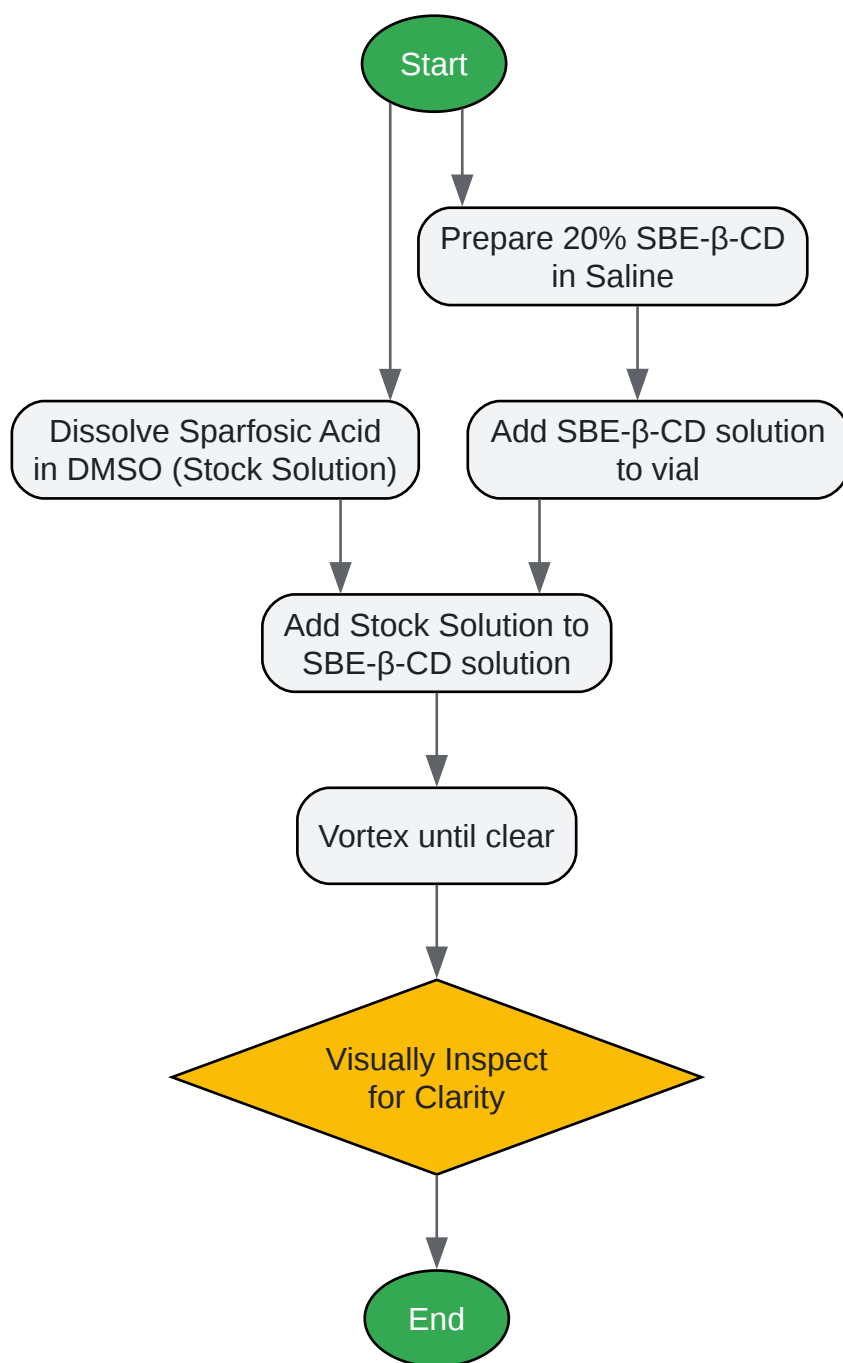 Start
Prepare 20% SBE-β-CD
in Saline
Dissolve Sparfosic Acid
in DMSO (Stock Solution)
Add SBE-β-CD solution
to vial
Add Stock Solution to
SBE-β-CD solution
Vortex until clear
Visually Inspect
for Clarity
End